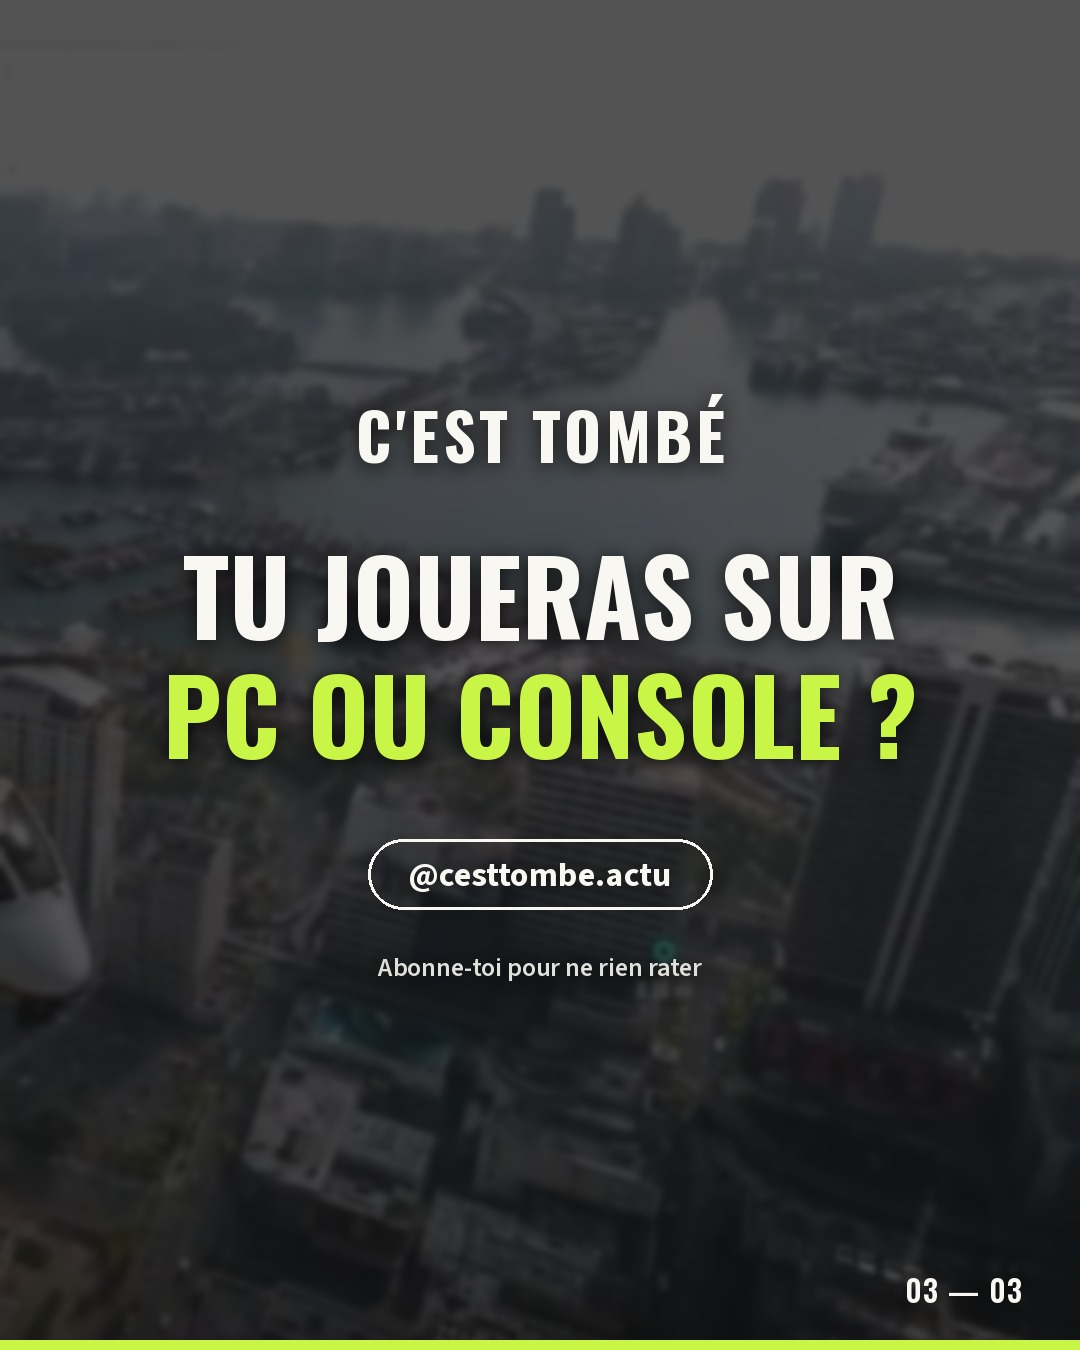 C'EST TOMBÉ
TU JOUERAS SUR
PC OU CONSOLE ?
@cesttombe.actu
Abonne-toi pour ne rien rater
03 — 03